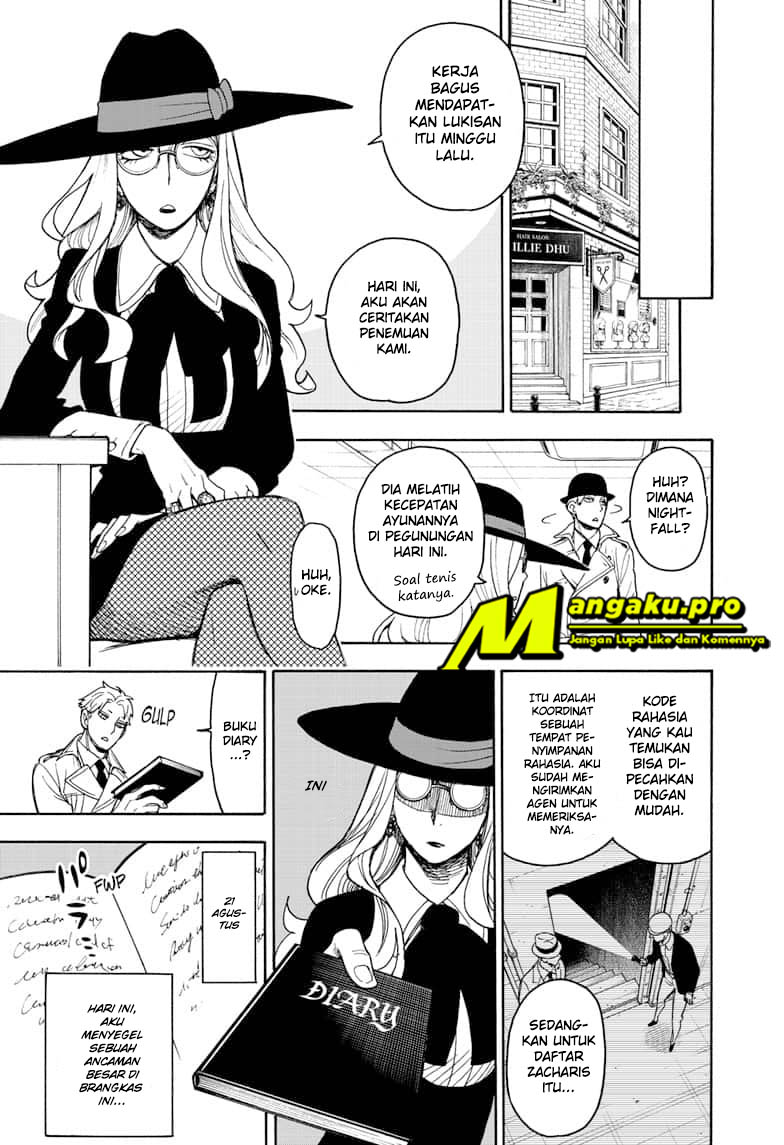 HAIR SALON
ILLIE DHU
KERJA
BAGUS
MENDAPAT-
KAN LUKISAN
ITU MINGGU
LALU.
HARI INI,
AKU AKAN
CERITAKAN
PENEMUAN
KAMI.
HUH?
DIMANA
NIGHT-
FALL?
DIA MELATIH
KECEPATAN
AYUNANNYA
DI PEGUNUNGAN
HARI INI.
Soal tenis
katanya.
HUH,
OKE.
Mangaku.pro
Jangan Lupa Like dan Komennya
KODE
RAHASIA
YANG KAU
TEMUKAN
BISA DI-
PECAHKAN
DENGAN
MUDAH.
ITU ADALAH
KOORDINAT
SEBUAH
TEMPAT PE-
NYIMPANAN
RAHASIA. AKU
SUDAH ME-
NGIRIMKAN
AGEN UNTUK
MEMERIKSA-
NYA.
SEDANG-
KAN UNTUK
DAFTAR
ZACHARIS
ITU...
INI
DIARY
BUKU
DIARY
...?
GULP
FWP
21
AGUS-
TUS
HARI INI,
AKU
MENYEGEL
SEBUAH
ANCAMAN
BESAR DI
BRANGKAS
INI...